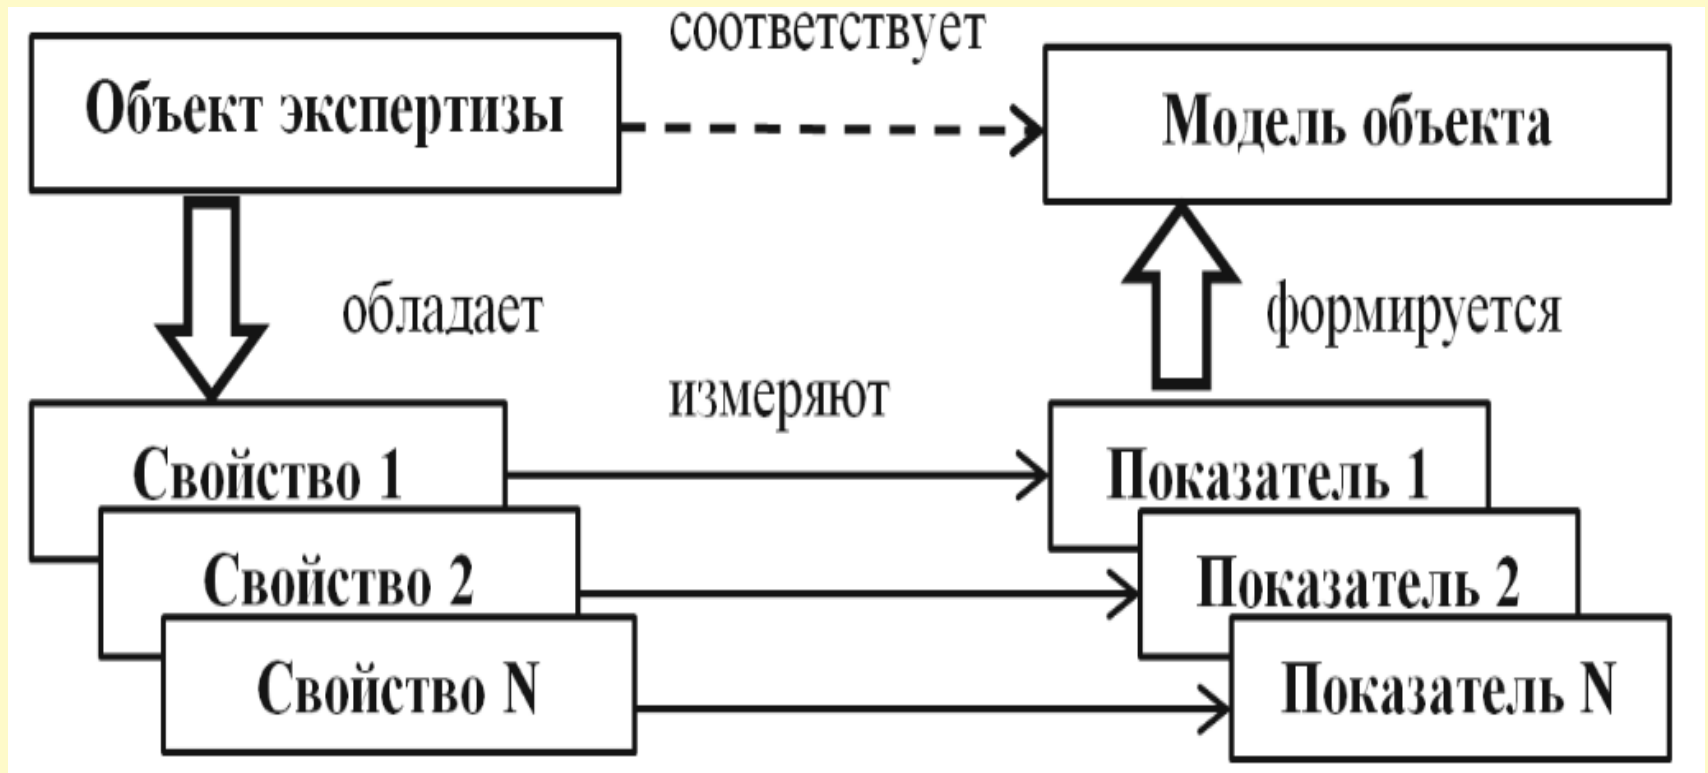 соответствует
Объект экспертизы
Модель объекта
обладает
формируется
измеряют
Свойство 1
Показатель 1
Свойство 2
Показатель 2
Свойство N
Показатель N